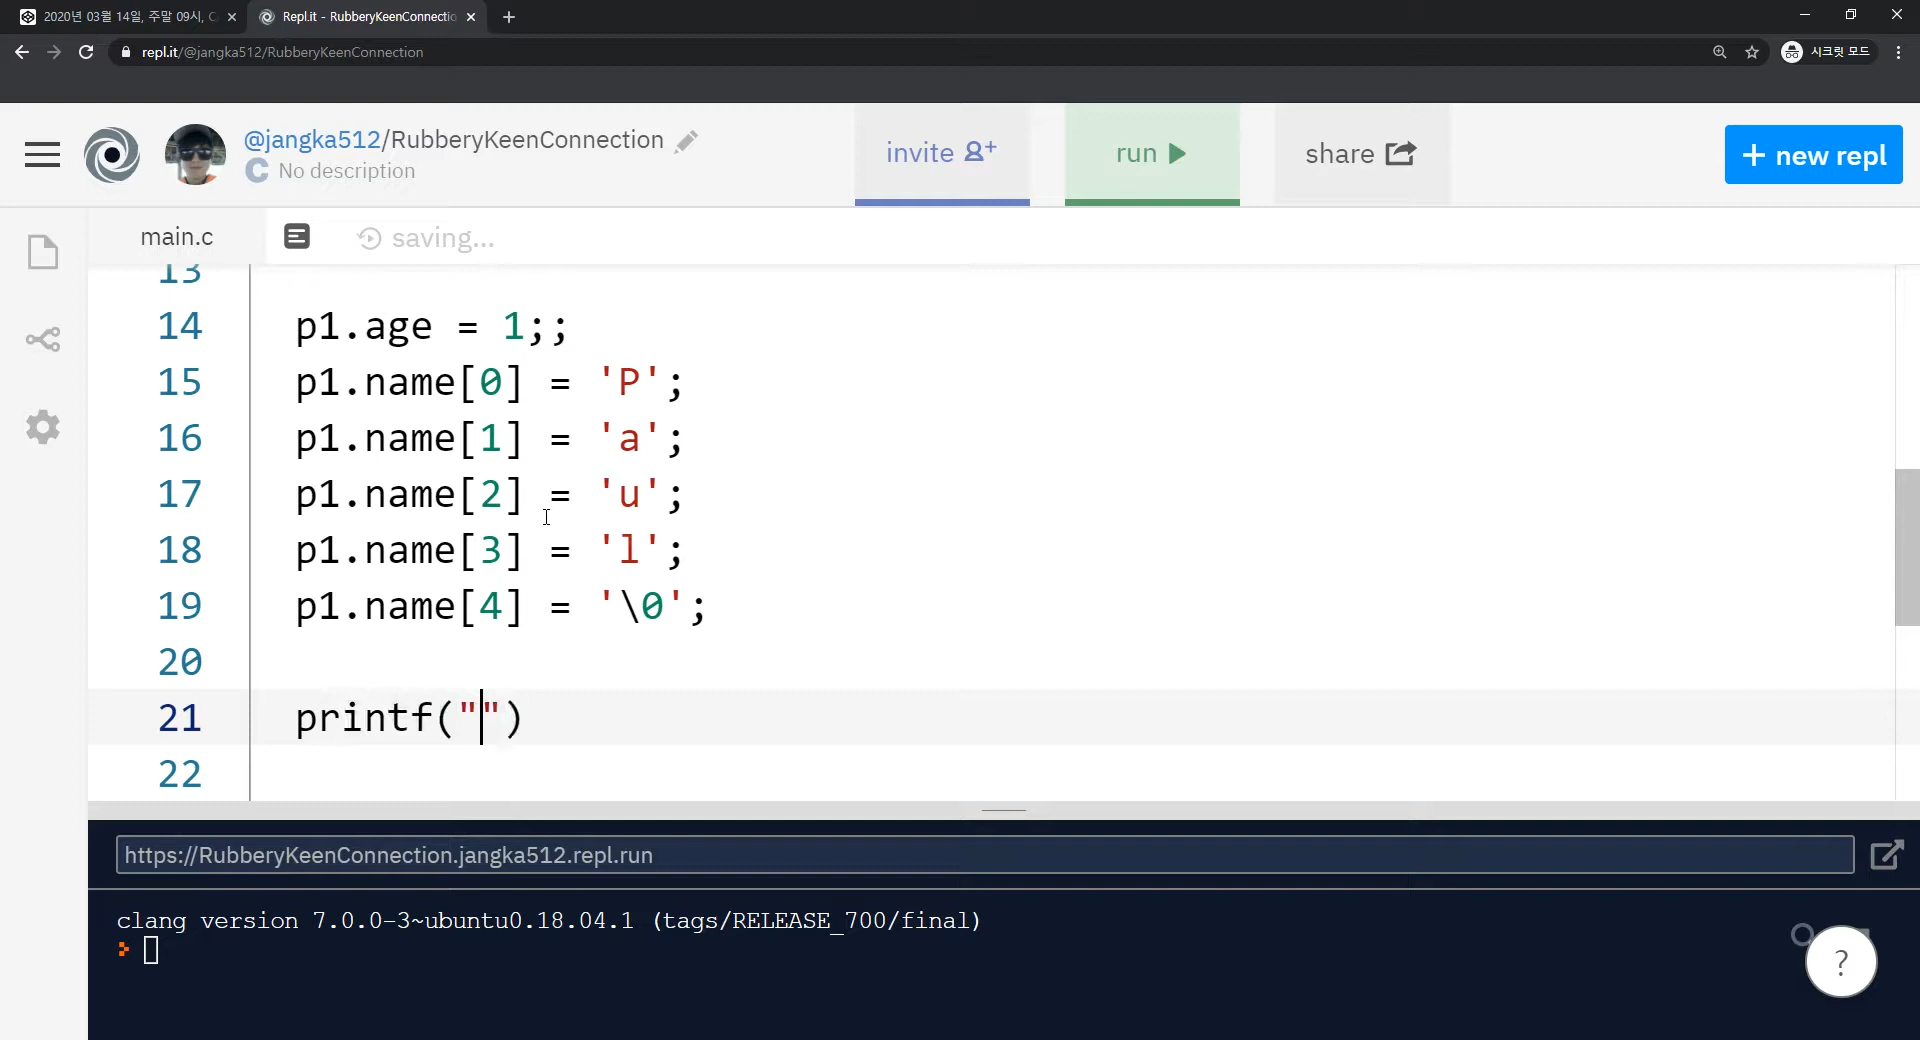 2020년 03월 14일, 주말 09시, C
Repl.it - RubberyKeenConnectio
repl.it/@jangka512/RubberyKeenConnection
시크릿 모드
@jangka512/RubberyKeenConnection
No description
invite
run
share
+ new repl
main.c
saving...
13
14 p1.age = 1;;
15 p1.name[0] = 'P';
16 p1.name[1] = 'a';
17 p1.name[2] = 'u';
18 p1.name[3] = 'l';
19 p1.name[4] = '\0';
20
21 printf("")
22
https://RubberyKeenConnection.jangka512.repl.run
clang version 7.0.0-3~ubuntu0.18.04.1 (tags/RELEASE_700/final)
?